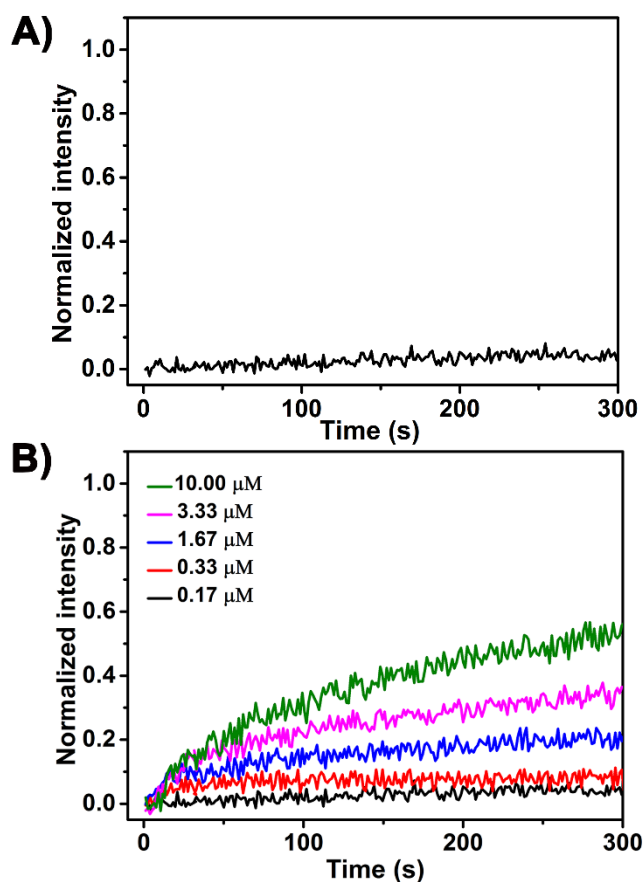 A)
Normalized intensity
1.0
0.8
0.6
0.4
0.2
0.0
0 100 200 300
Time (s)
B)
Normalized intensity
1.0
0.8
0.6
0.4
0.2
0.0
10.00 μM
3.33 μM
1.67 μM
0.33 μM
0.17 μM
0 100 200 300
Time (s)